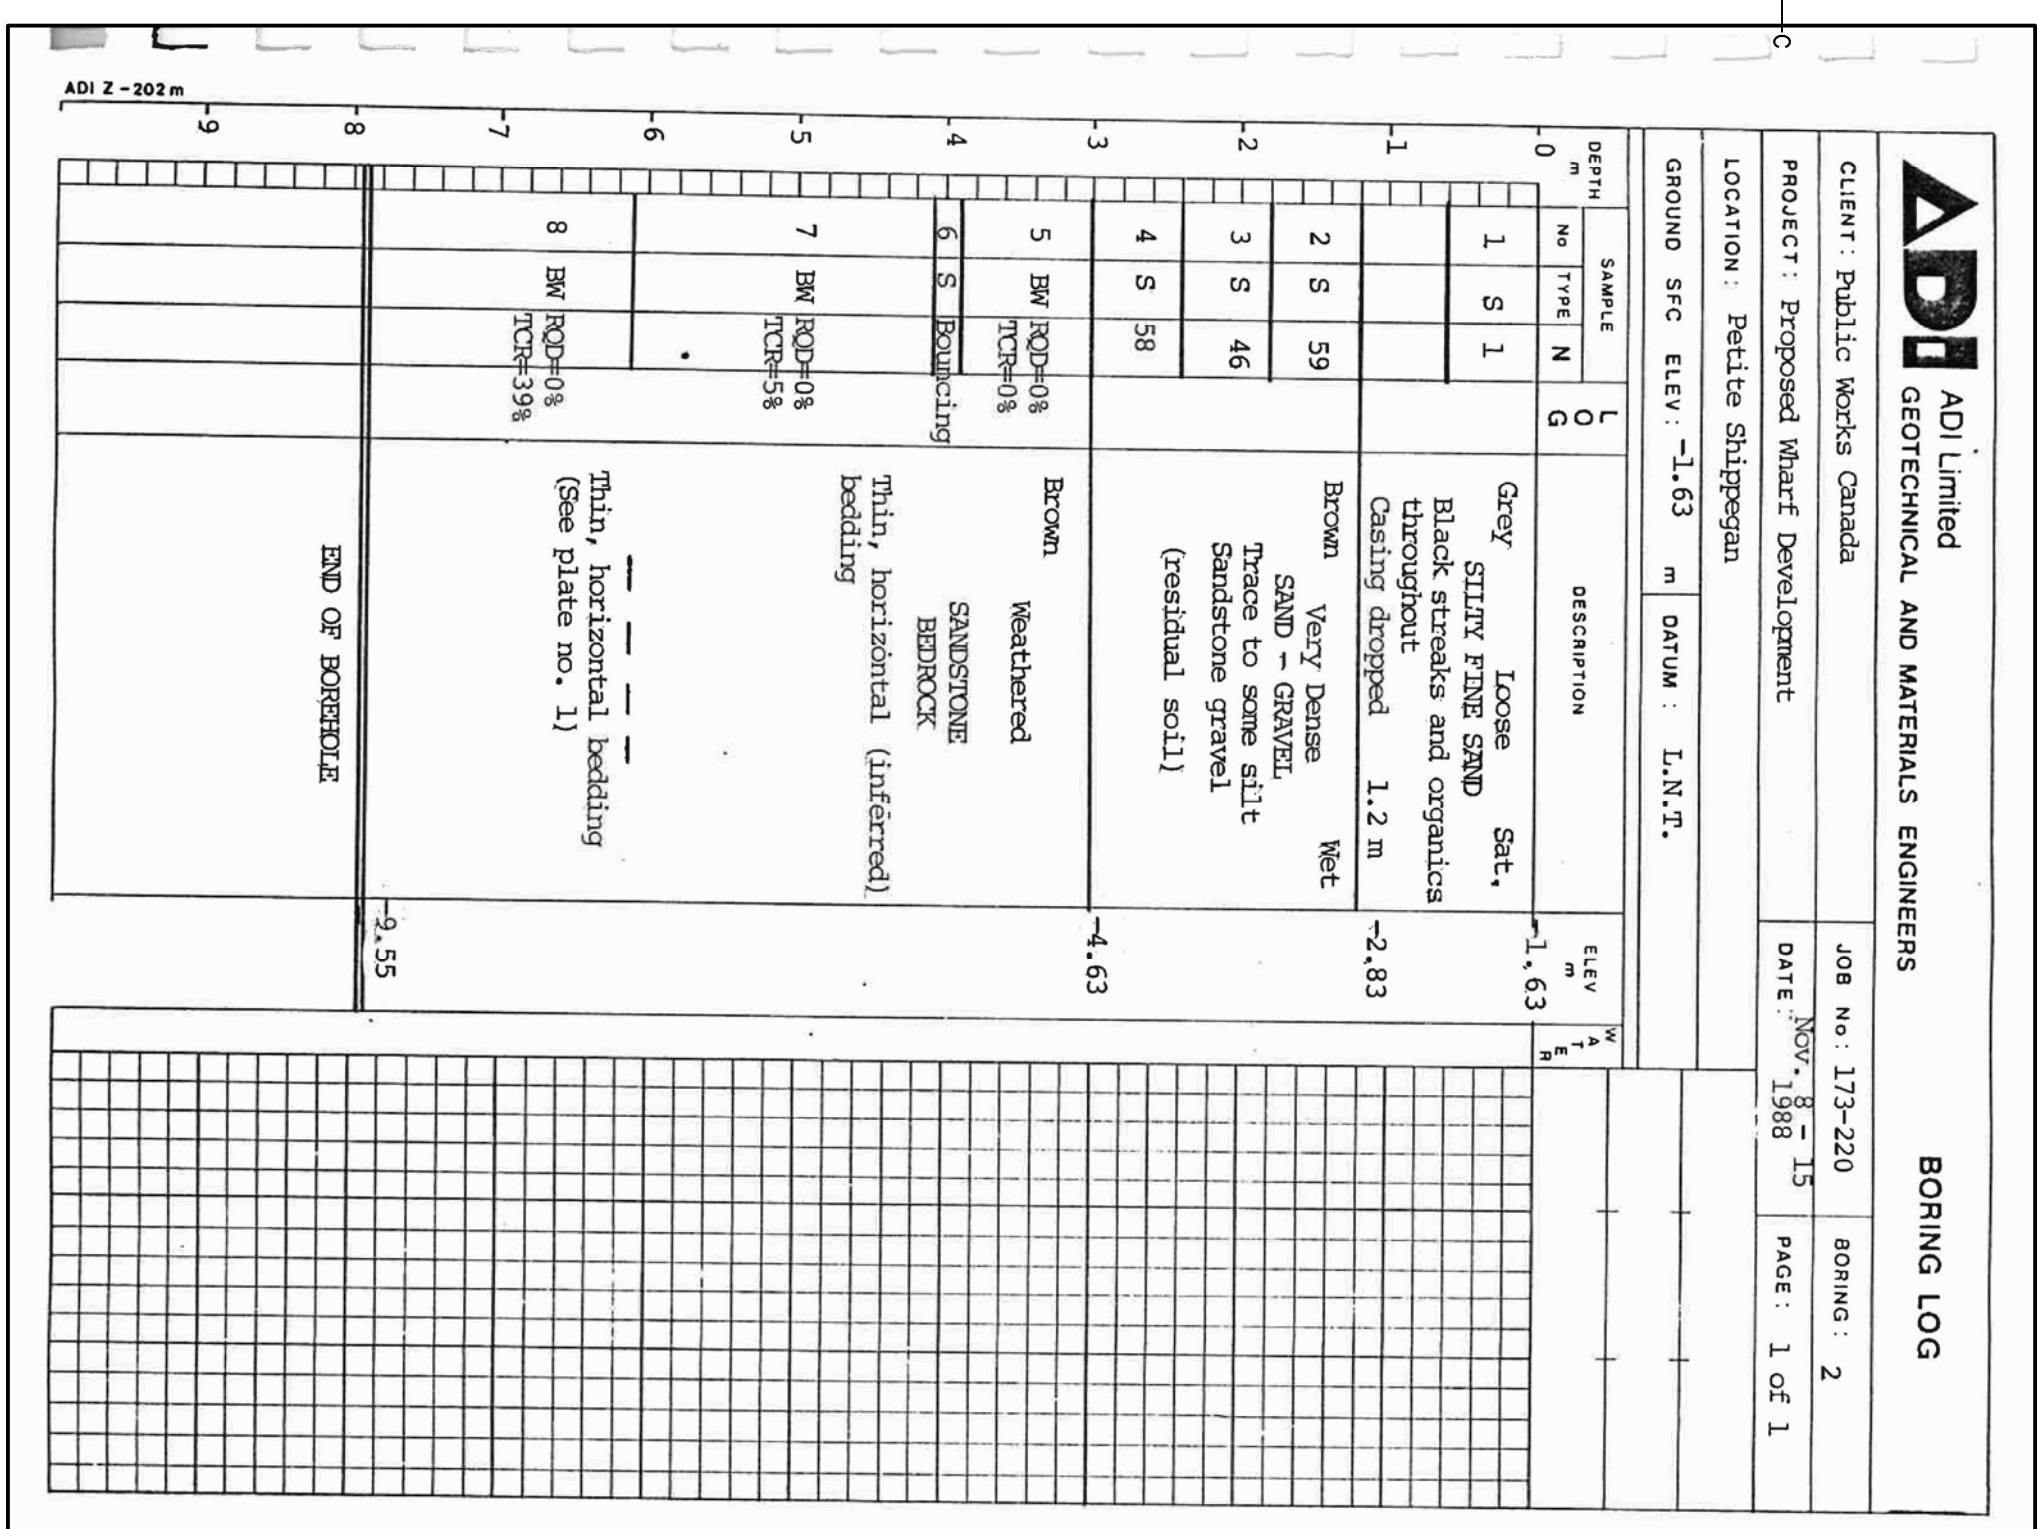 ADI
ADI Limited
GEOTECHNICAL AND MATERIALS ENGINEERS
BORING LOG
CLIENT: Public Works Canada
JOB No: 173-220
BORING: 2
PROJECT: Proposed Wharf Development
DATE: Nov. 8 - 15
1988
PAGE: 1 of 1
LOCATION: Petite Shippegan
GROUND SFC ELEV: -1.63 m
DATUM: L.N.T.
DEPTH
m
SAMPLE
No TYPE N
LOG
DESCRIPTION
ELEV
m
WATER
0
-1.63
1 S 1
Grey Loose Sat.
SILTY FINE SAND
Black streaks and organics
throughout
1
Casing dropped 1.2 m
-2.83
2 S 59
Brown Very Dense Wet
SAND - GRAVEL
Trace to some silt
Sandstone gravel
2
3 S 46
(residual soil)
4 S 58
3
-4.63
5 BW RQD=0%
TCR=0%
Brown
Weathered
4
6 S Bouncing
SANDSTONE
BEDROCK
Thin, horizontal (inferred)
bedding
5
7 BW RQD=0%
TCR=5%
6
Thin, horizontal bedding
(See plate no. 1)
8 BW RQD=0%
TCR=39%
7
-9.55
8
END OF BOREHOLE
9
ADI Z-202m
C